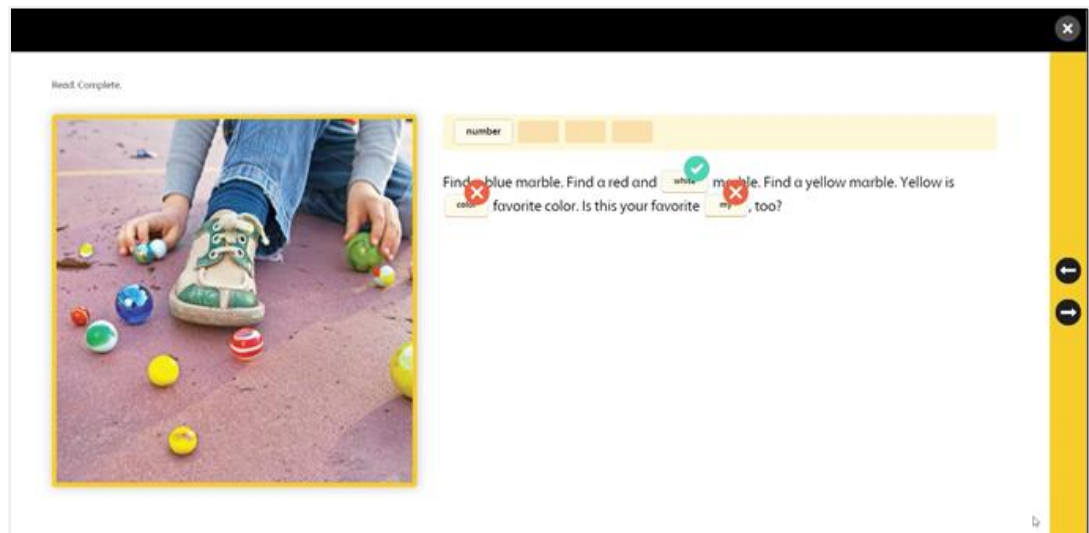 Read. Complete.
number
Find a blue marble. Find a red and white marble. Find a yellow marble. Yellow is
color favorite color. Is this your favorite my, too?